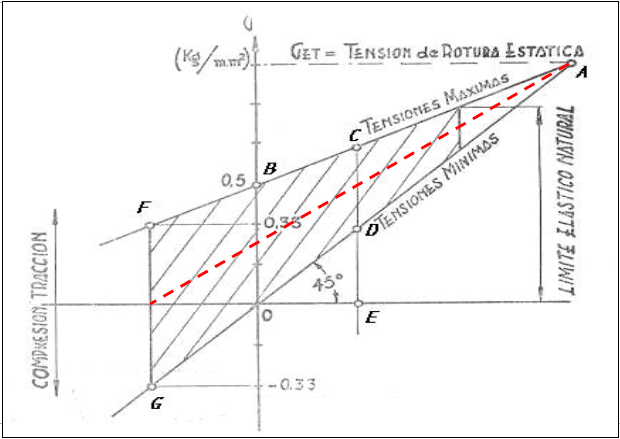 σ
(Kg/mm²)
GET = TENSION de ROTURA ESTATICA
A
TENSIONES MAXIMAS
C
B
0.5
TENSIONES MINIMAS
F
0,33
D
LIMITE ELASTICO NATURAL
COMPRESION TRACCION
45°
O
E
-0.33
G